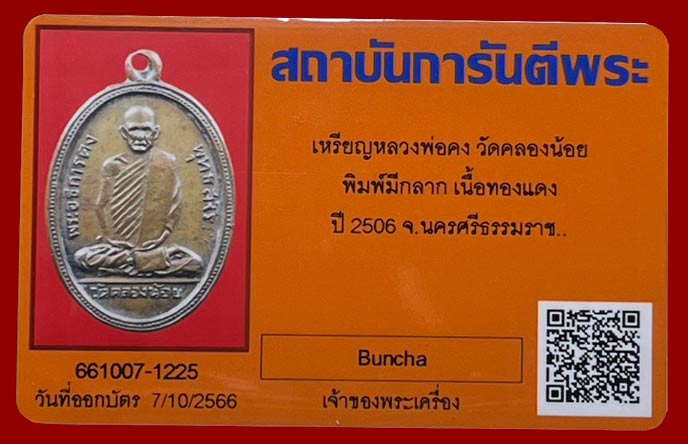 สถาบันการันตีพระ
เหรียญหลวงพ่อคง วัดคลองน้อย
พิมพ์มีกลาก เนื้อทองแดง
ปี 2506 จ.นครศรีธรรมราช..
วัดคลองน้อย
661007-1225
วันที่ออกบัตร 7/10/2566
Buncha
เจ้าของพระเครื่อง